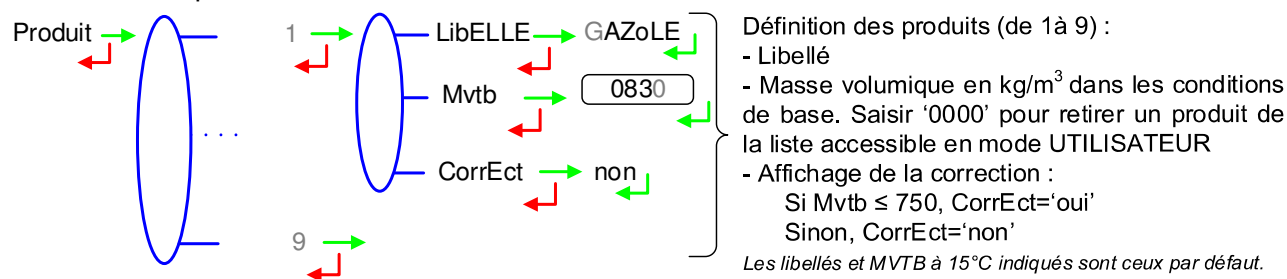 Produit
1
LibELLE
GAZoLE
Mvtb
0830
. . .
CorrEct
non
9
Définition des produits (de 1à 9) :
- Libellé
- Masse volumique en kg/m³ dans les conditions
de base. Saisir ‘0000’ pour retirer un produit de
la liste accessible en mode UTILISATEUR
- Affichage de la correction :
Si Mvtb ≤ 750, CorrEct=‘oui’
Sinon, CorrEct=‘non’
Les libellés et MVTB à 15°C indiqués sont ceux par défaut.